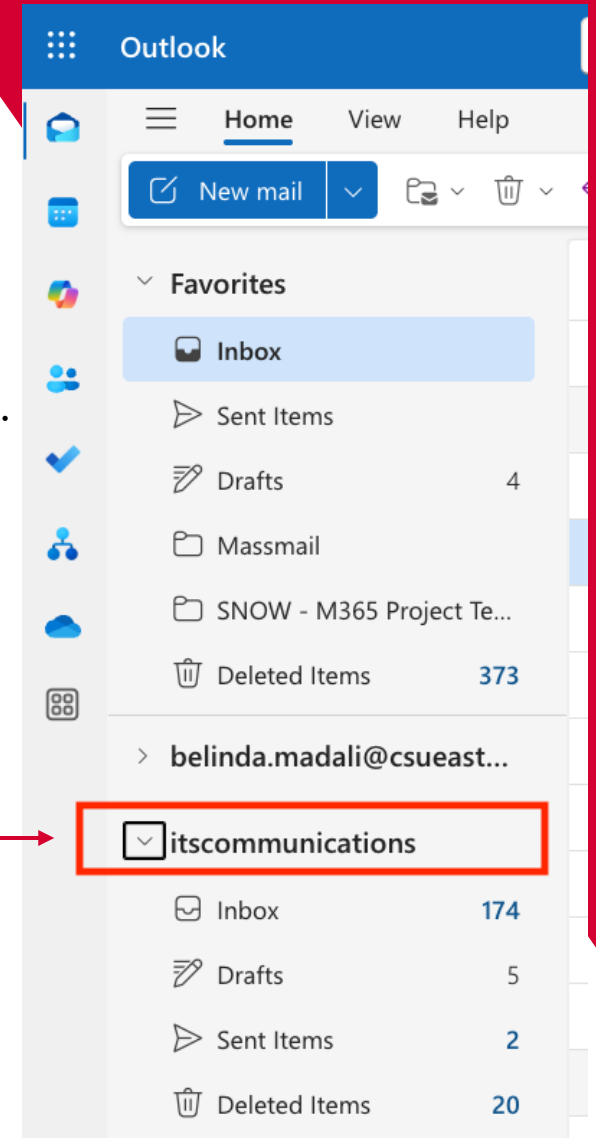 Outlook
Home View Help
New mail
Favorites
Inbox
Sent Items
Drafts 4
Massmail
SNOW - M365 Project Te...
Deleted Items 373
belinda.madali@csueast...
itscommunications
Inbox 174
Drafts 5
Sent Items 2
Deleted Items 20